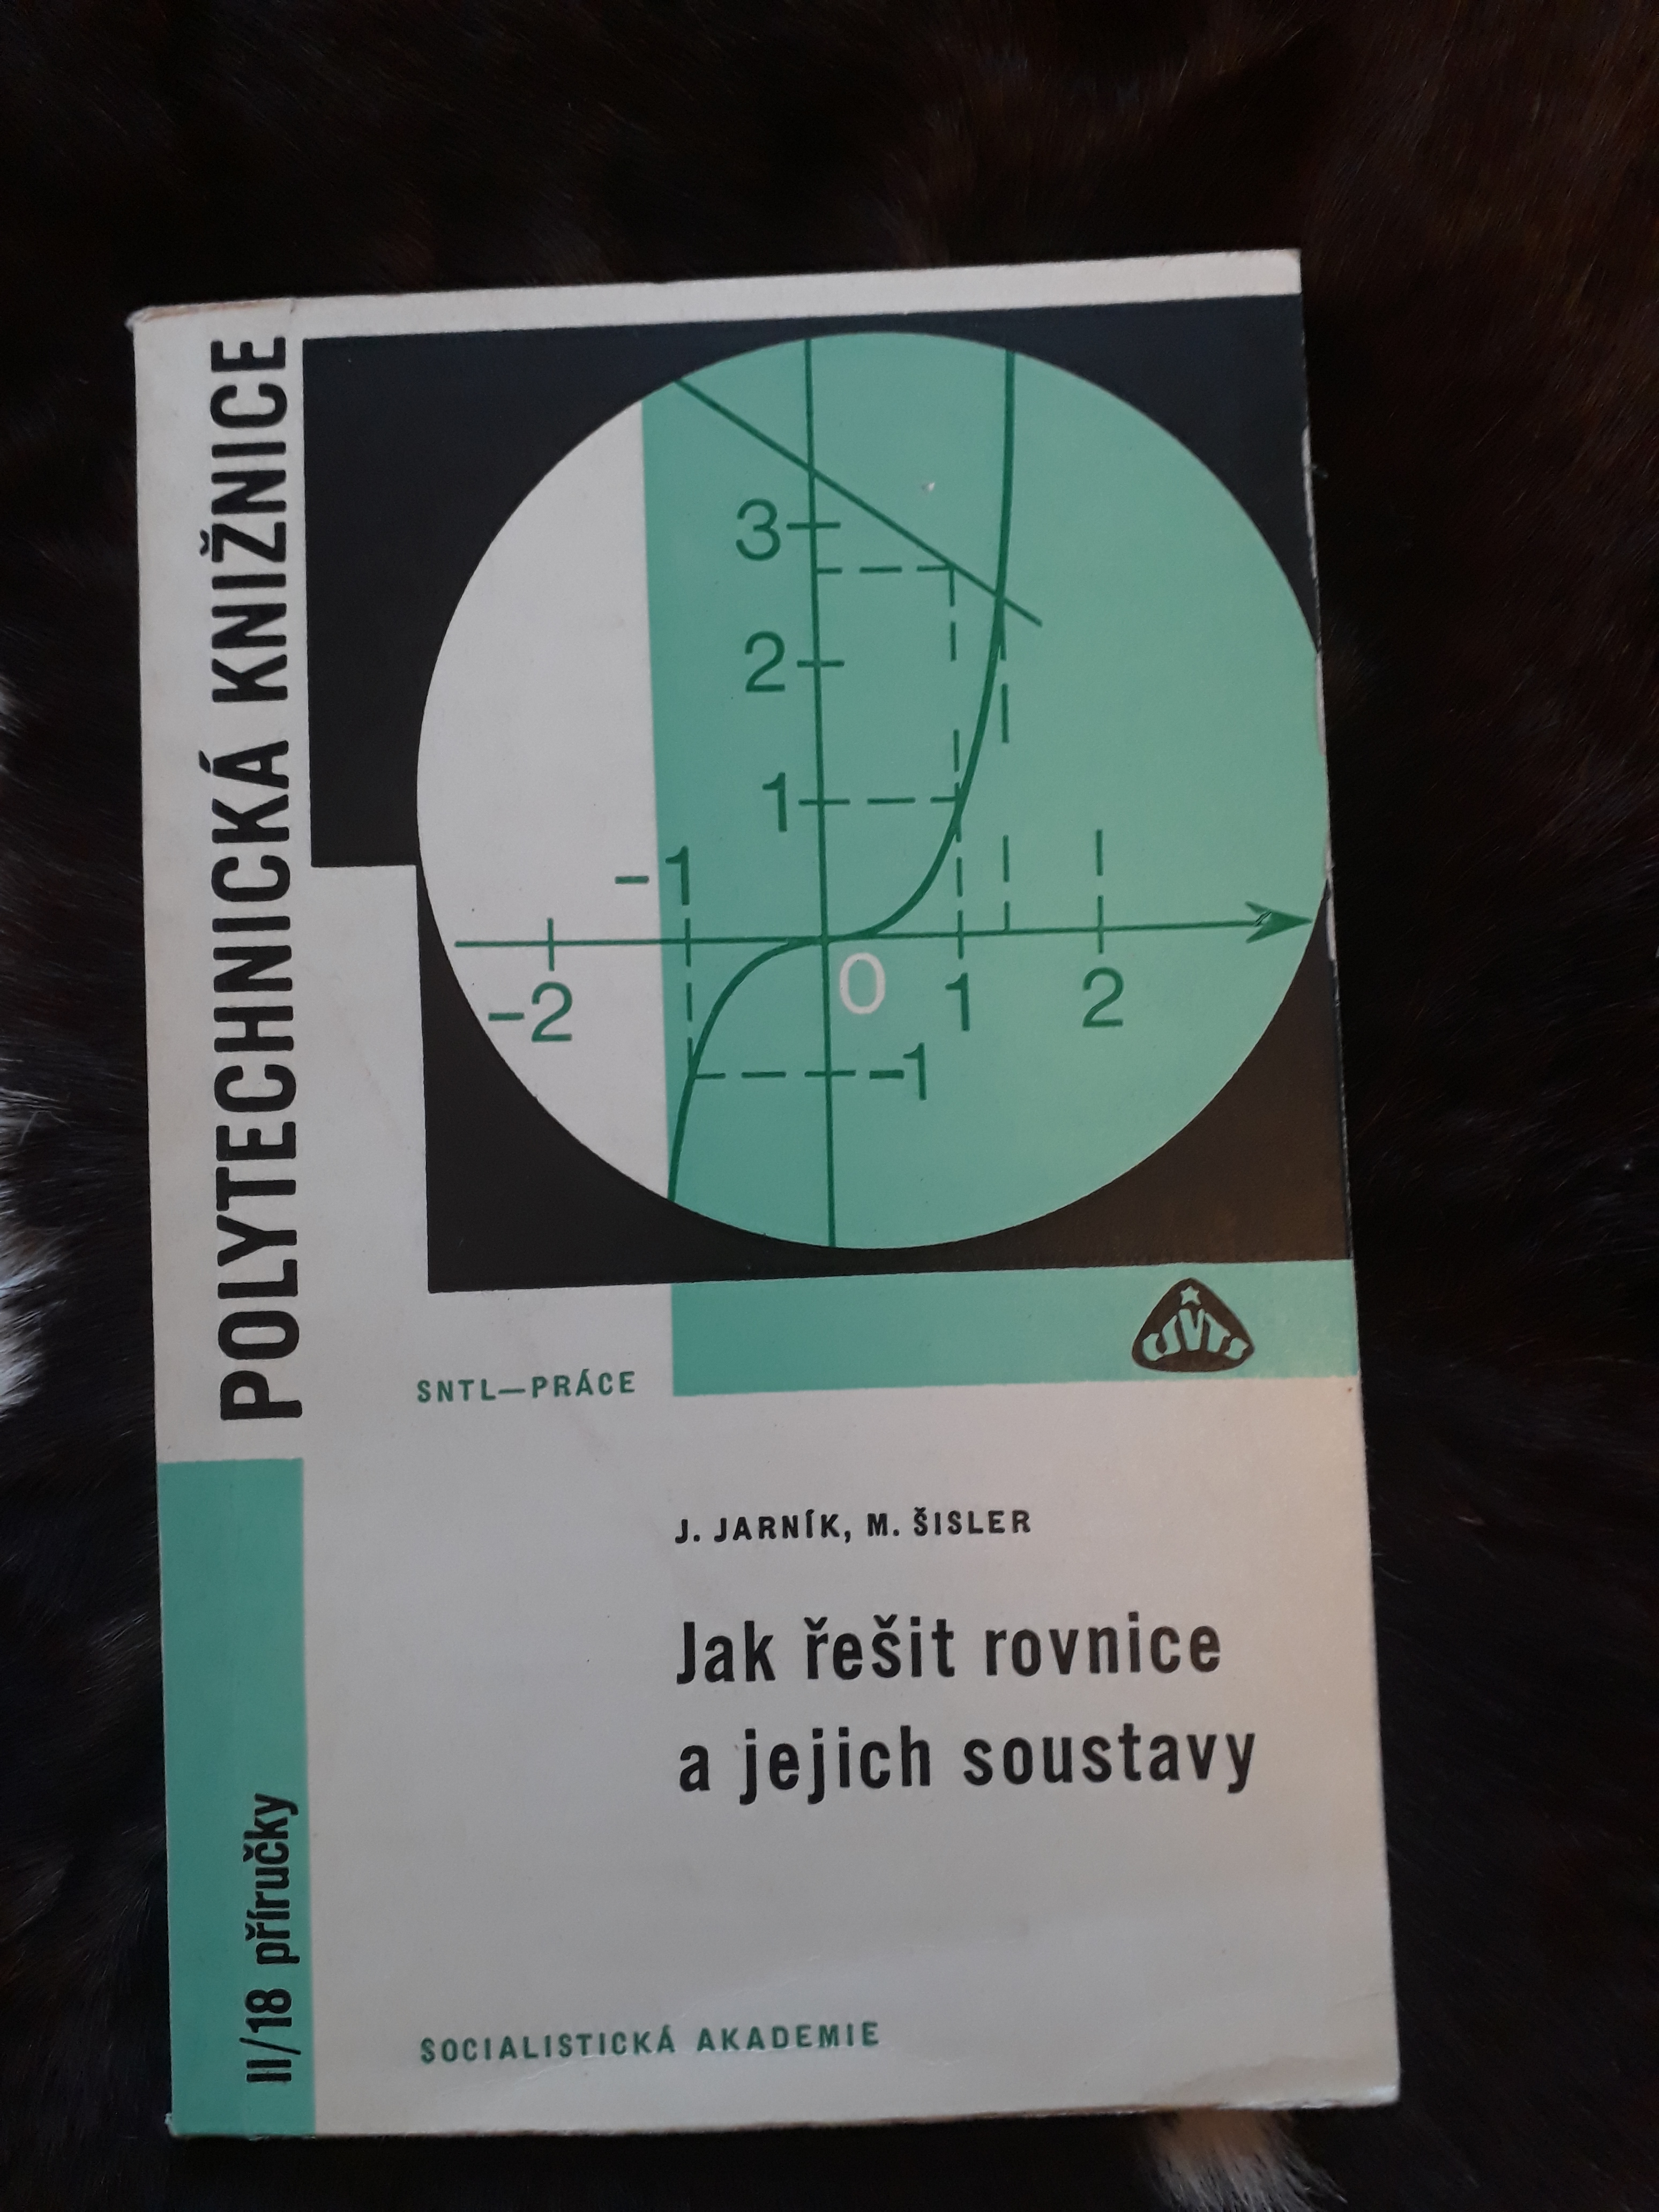 POLYTECHNICKÁ KNIŽNICE
II/18 příručky
3
2
1
-1
-2
0
1
2
-1
ČSVTS
SNTL—PRÁCE
J. JARNÍK, M. ŠISLER
Jak řešit rovnice
a jejich soustavy
SOCIALISTICKÁ AKADEMIE